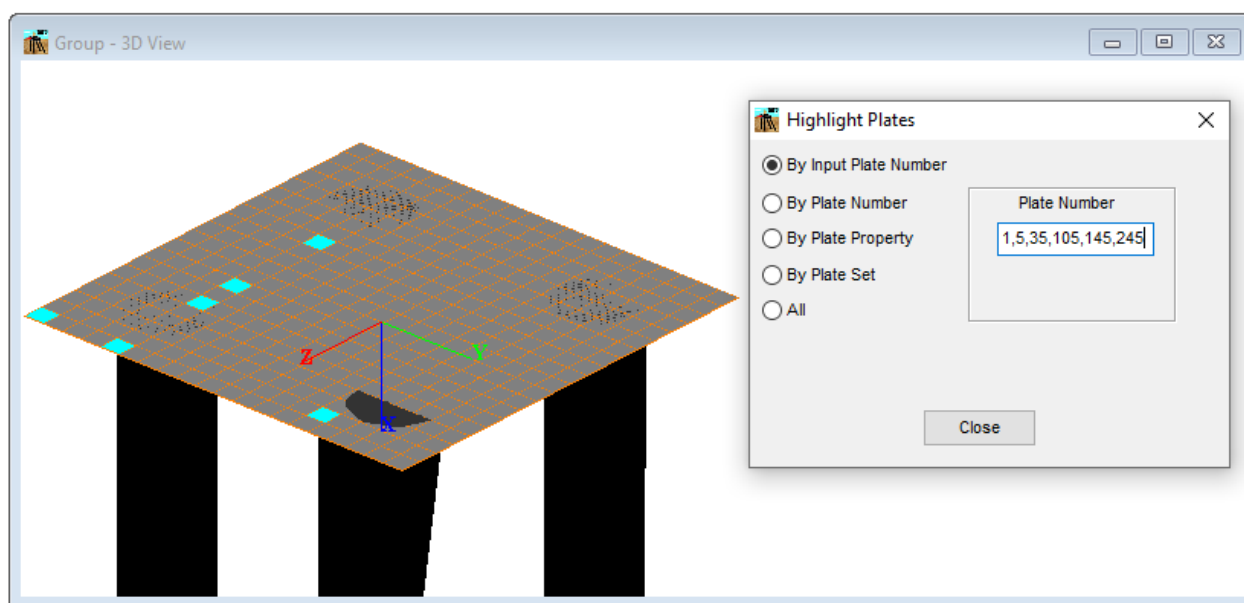 Group - 3D View
Highlight Plates
By Input Plate Number
By Plate Number
Plate Number
1,5,35,105,145,245
By Plate Property
By Plate Set
All
Z
Y
X
Close